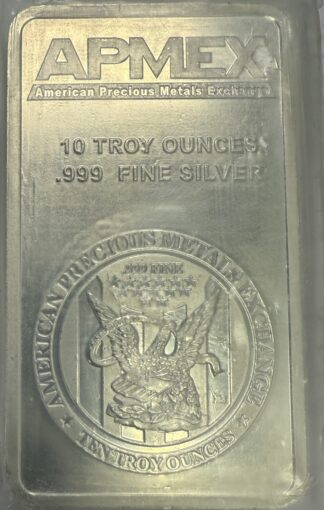 APMEX
American Precious Metals Exchange
10 TROY OUNCES
.999 FINE SILVER
AMERICAN PRECIOUS METALS EXCHANGE
.999 FINE
★ TEN TROY OUNCES ★